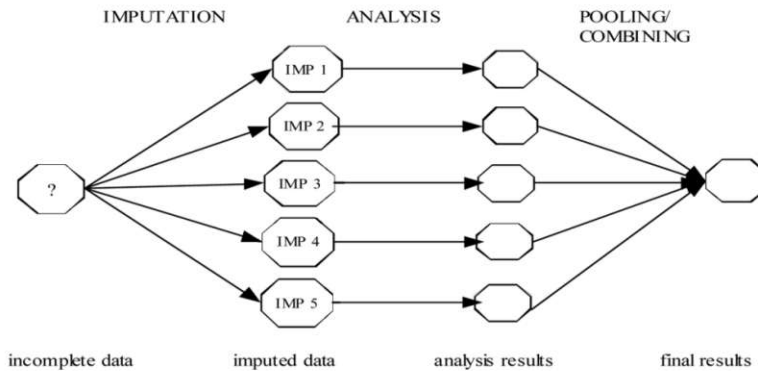 IMPUTATION
ANALYSIS
POOLING/
COMBINING
IMP 1
IMP 2
?
IMP 3
IMP 4
IMP 5
incomplete data
imputed data
analysis results
final results